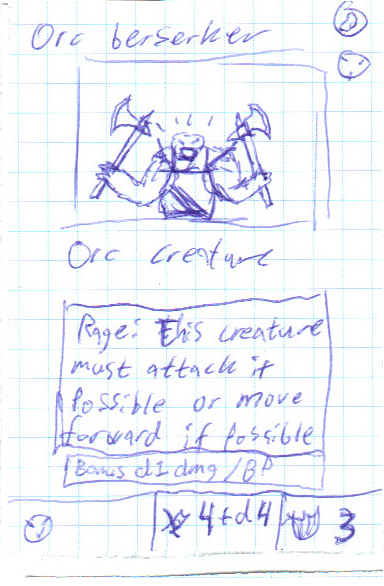 Orc berserker
Orc creature
Rage: this creature
must attack if
possible or move
forward if possible
Bonus d1 dmg / BP
4+d4
3